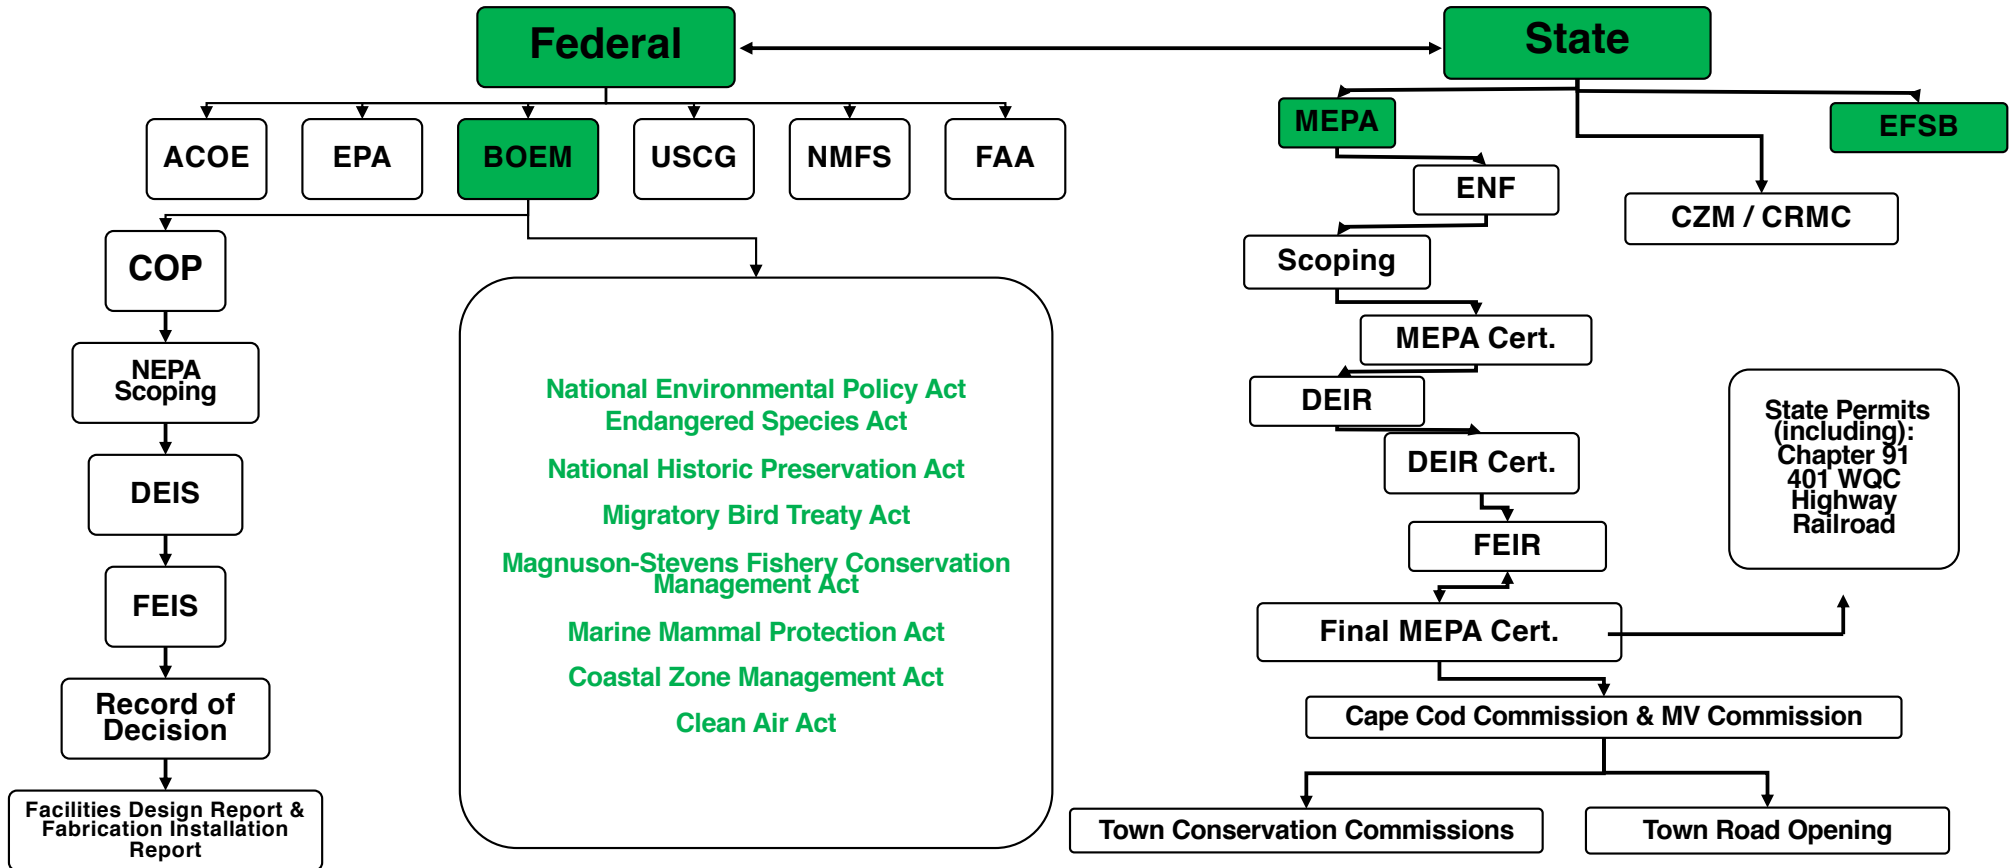 Federal
State
ACOE
EPA
BOEM
USCG
NMFS
FAA
MEPA
EFSB
ENF
CZM / CRMC
COP
Scoping
NEPA
Scoping
MEPA Cert.
DEIR
DEIS
DEIR Cert.
FEIS
FEIR
Record of
Decision
Final MEPA Cert.
Facilities Design Report &
Fabrication Installation
Report
National Environmental Policy Act
Endangered Species Act
National Historic Preservation Act
Migratory Bird Treaty Act
Magnuson-Stevens Fishery Conservation
Management Act
Marine Mammal Protection Act
Coastal Zone Management Act
Clean Air Act
State Permits
(including):
Chapter 91
401 WQC
Highway
Railroad
Cape Cod Commission & MV Commission
Town Conservation Commissions
Town Road Opening